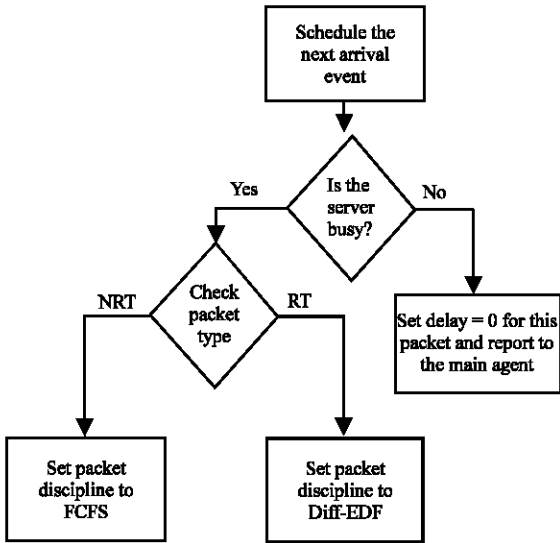 Schedule the
next arrival
event
Is the
server
busy?
Yes
No
Check
packet
type
NRT
RT
Set delay = 0 for this
packet and report to
the main agent
Set packet
discipline to
FCFS
Set packet
discipline to
Diff-EDF